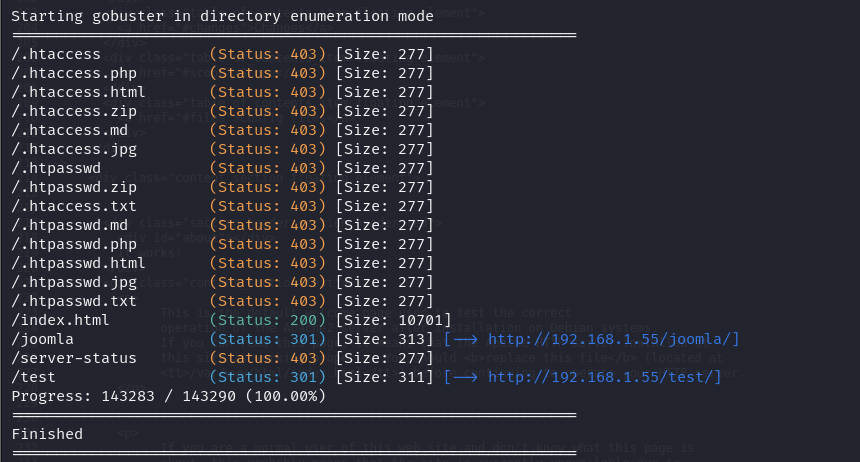 Starting gobuster in directory enumeration mode
===============================================================
/.htaccess (Status: 403) [Size: 277]
/.htaccess.php (Status: 403) [Size: 277]
/.htaccess.html (Status: 403) [Size: 277]
/.htaccess.zip (Status: 403) [Size: 277]
/.htaccess.md (Status: 403) [Size: 277]
/.htaccess.jpg (Status: 403) [Size: 277]
/.htpasswd (Status: 403) [Size: 277]
/.htpasswd.zip (Status: 403) [Size: 277]
/.htaccess.txt (Status: 403) [Size: 277]
/.htpasswd.md (Status: 403) [Size: 277]
/.htpasswd.php (Status: 403) [Size: 277]
/.htpasswd.html (Status: 403) [Size: 277]
/.htpasswd.jpg (Status: 403) [Size: 277]
/.htpasswd.txt (Status: 403) [Size: 277]
/index.html (Status: 200) [Size: 10701]
/joomla (Status: 301) [Size: 313] [--> http://192.168.1.55/joomla/]
/server-status (Status: 403) [Size: 277]
/test (Status: 301) [Size: 311] [--> http://192.168.1.55/test/]
Progress: 143283 / 143290 (100.00%)
===============================================================
Finished
===============================================================